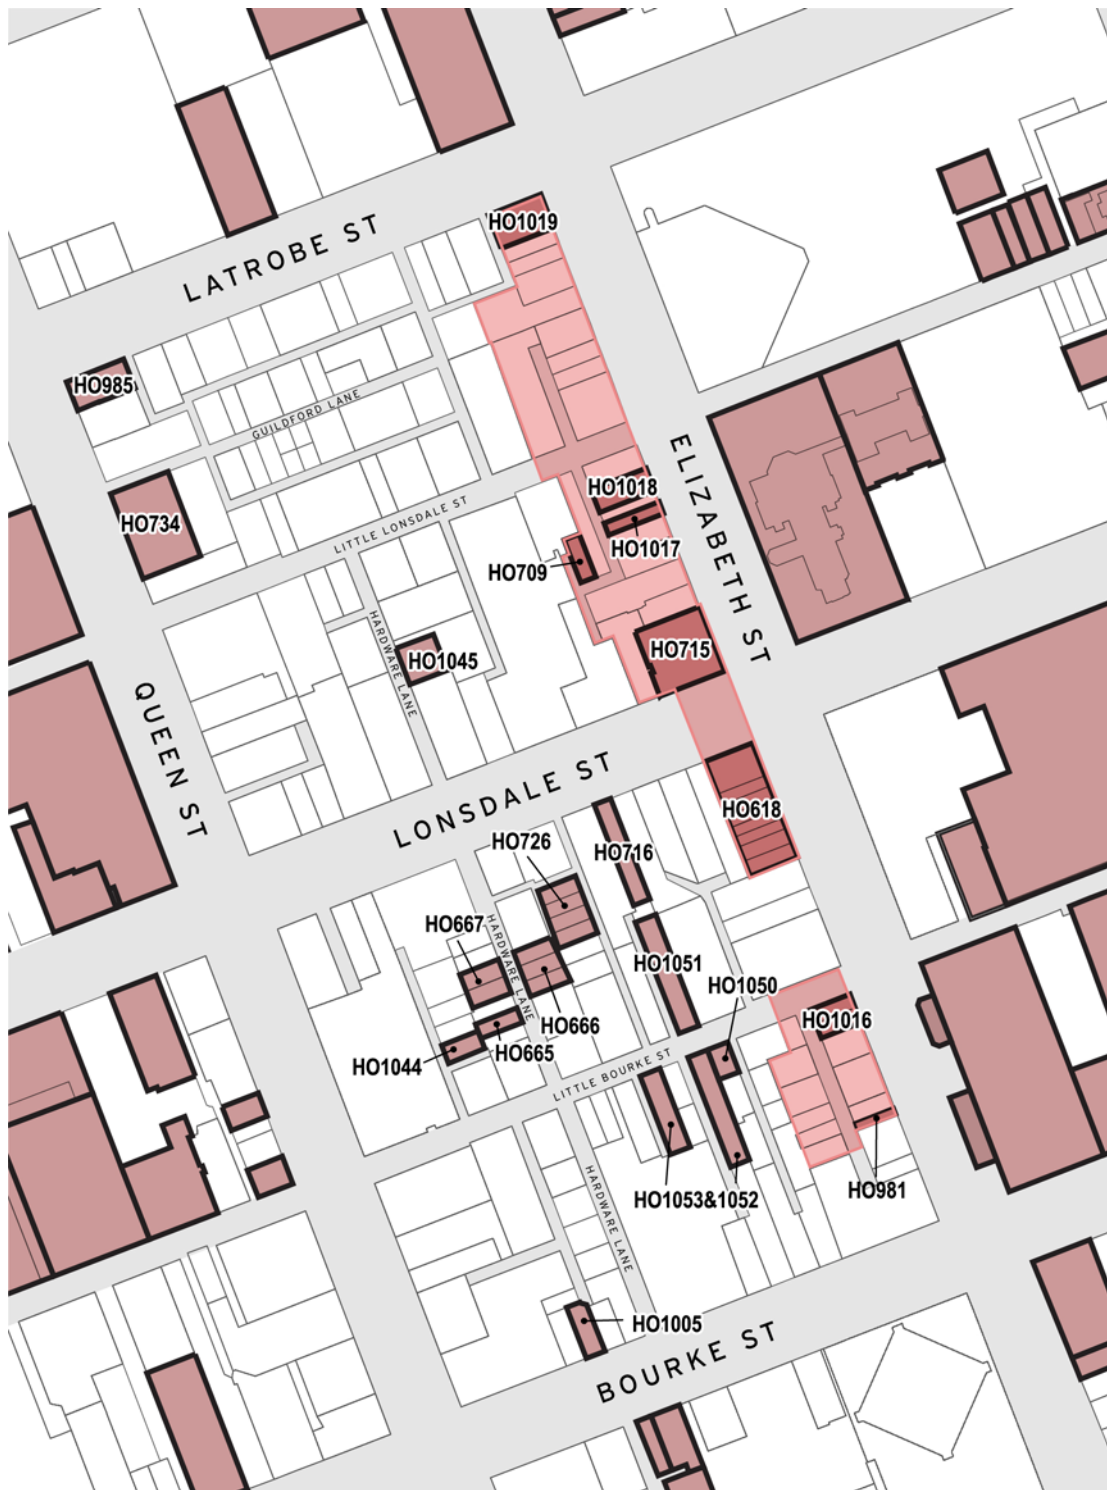 HO1019
LATROBE ST
HO985
GUILDFORD LANE
ELIZABETH ST
HO1018
HO734
LITTLE LONSDALE ST
HO1017
HO709
HARDWARE LANE
HO715
HO1045
QUEEN ST
LONSDALE ST
HO618
HO726
HO716
HO667
HARDWARE LANE
HO1051
HO1050
HO1016
HO666
HO665
HO1044
LITTLE BOURKE ST
HO981
HO1053&1052
HARDWARE LANE
HO1005
BOURKE ST